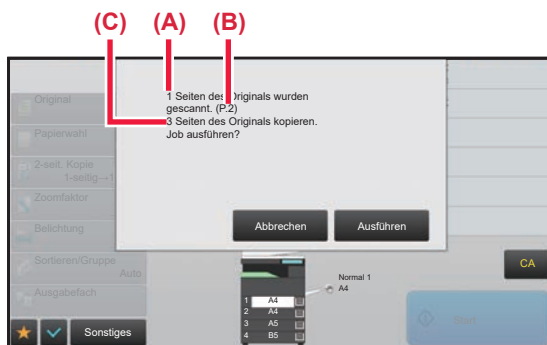 (C) (A) (B)
1 Seiten des Originals wurden
gescannt. (P.2)
3 Seiten des Originals kopieren.
Job ausführen?
Abbrechen Ausführen
Original
Papierwahl
2-seit. Kopie
1-seitig→1
Zoomfaktor
Belichtung
Sortieren/Gruppe
Auto
Ausgabefach
Sonstiges
Normal 1
A4
1 A4
2 A4
3 A5
4 B5
CA
Start